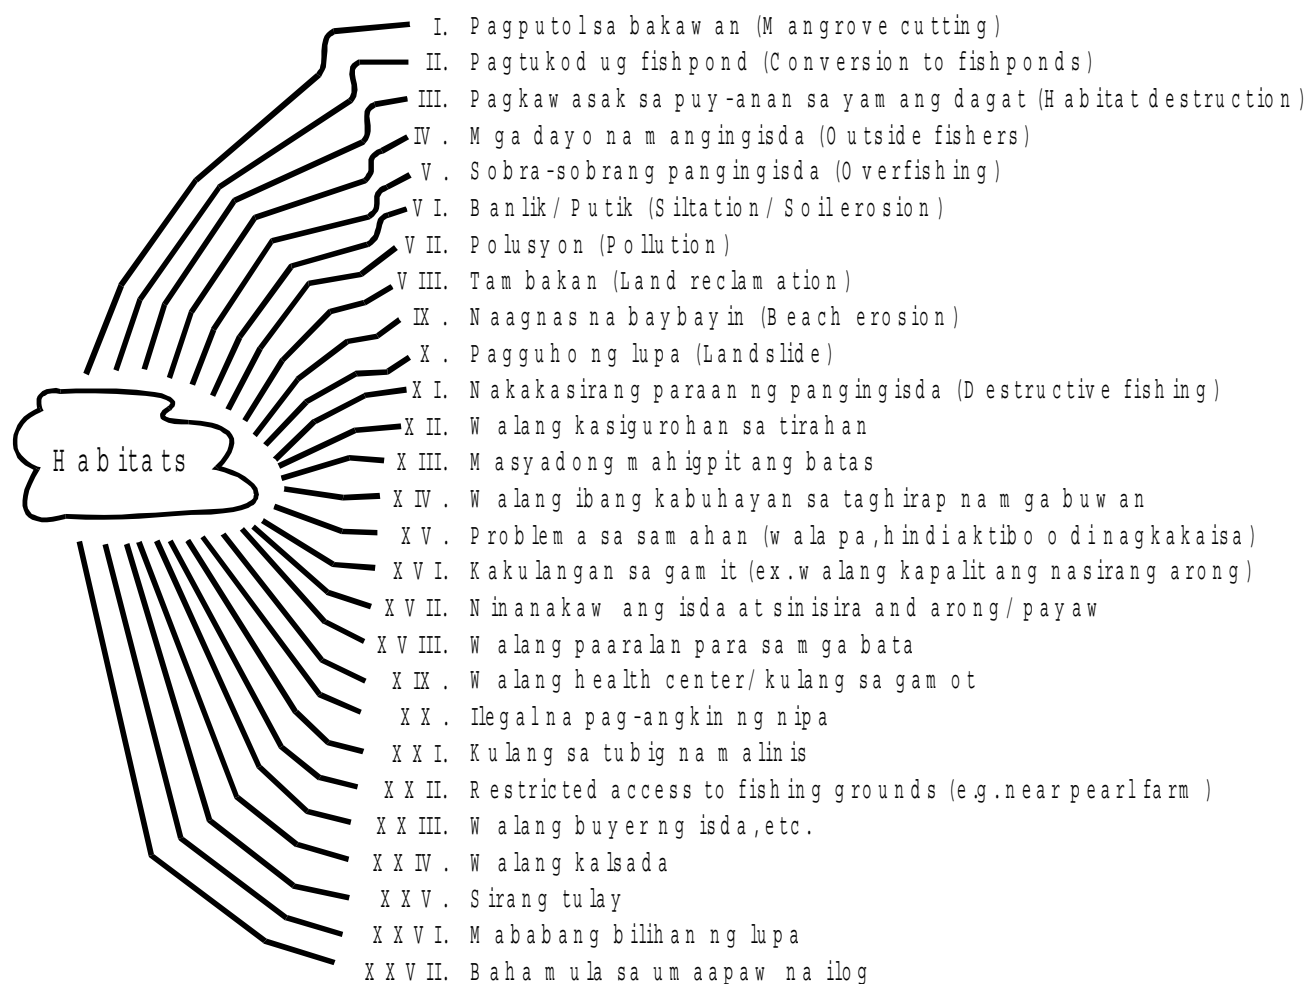 I. Pagputol sa bakawan (Mangrove cutting)
II. Pagtukod ug fishpond (Conversion to fishponds)
III. Pagkawasak sa puy-anan sa yamang dagat (Habitat destruction)
IV. Mga dayo na mangingisda (Outside fishers)
V. Sobra-sobrang pangingisda (Overfishing)
VI. Banlik/Putik (Siltation/Soil erosion)
VII. Polusyon (Pollution)
VIII. Tambakan (Land reclamation)
IX. Naagnas na baybayin (Beach erosion)
X. Pagguho ng lupa (Landslide)
XI. Nakakasirang paraan ng pangingisda (Destructive fishing)
XII. Walang kasigurohan sa tirahan
Habitats
XIII. Masyadong mahigpit ang batas
XIV. Walang ibang kabuhayan sa taghirap na mga buwan
XV. Problema sa samahan (wala pa, hindi aktibo o di nagkakaisa)
XVI. Kakulangan sa gamit (ex. walang kapalit ang nasirang arong)
XVII. Ninanakaw ang isda at sinisira and arong/payaw
XVIII. Walang paaralan para sa mga bata
XIX. Walang health center/kulang sa gamot
XX. Ilegal na pag-angkin ng nipa
XXI. Kulang sa tubig na malinis
XXII. Restricted access to fishing grounds (e.g. near pearl farm)
XXIII. Walang buyer ng isda, etc.
XXIV. Walang kalsada
XXV. Sirang tulay
XXVI. Mababang bilihan ng lupa
XXVII. Baha mula sa umaapaw na ilog